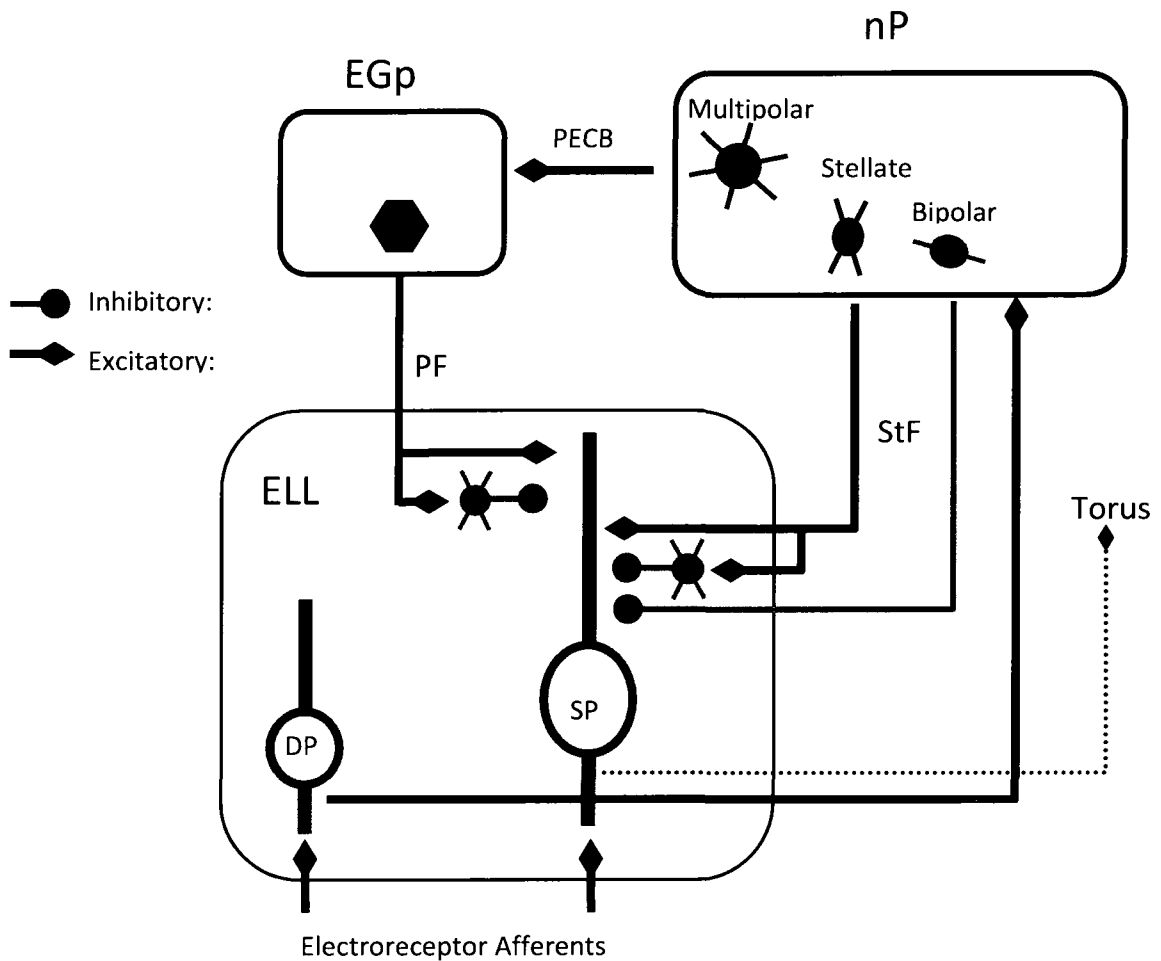 nP
EGp
Multipolar
PECB
Stellate
Bipolar
Inhibitory:
Excitatory:
PF
StF
ELL
Torus
SP
DP
Electroreceptor Afferents